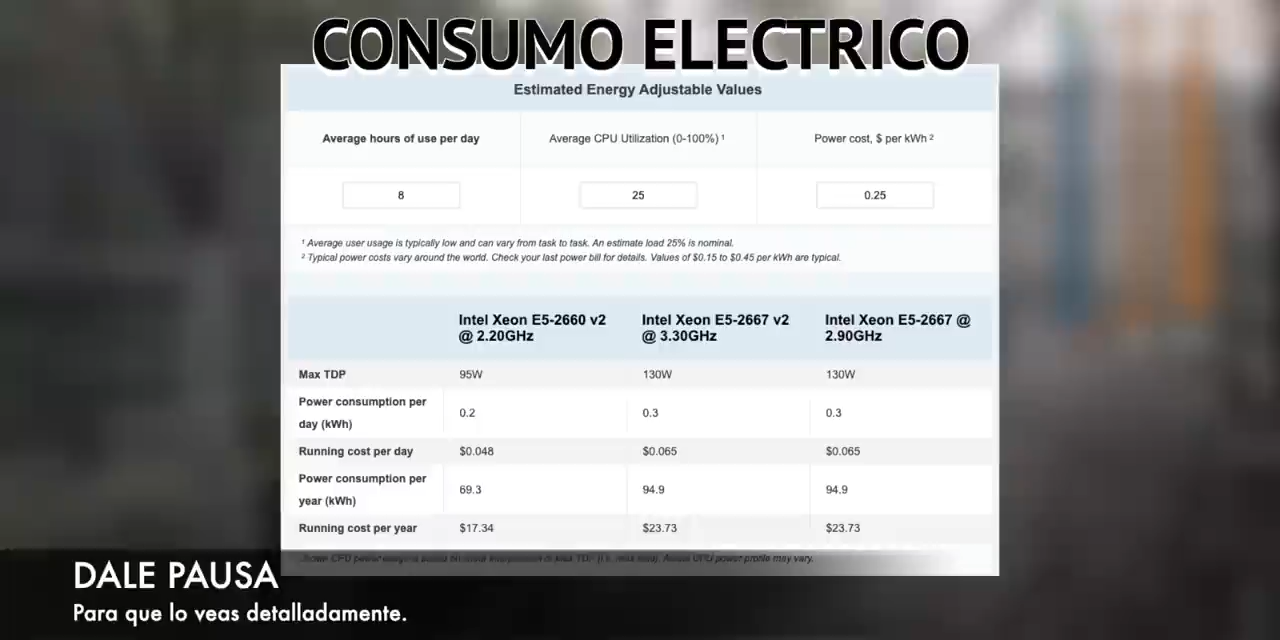 CONSUMO ELECTRICO
Estimated Energy Adjustable Values
Average hours of use per day Average CPU Utilization (0-100%) ¹ Power cost, $ per kWh ²
8 25 0.25
¹ Average user usage is typically low and can vary from task to task. An estimate load 25% is nominal.
² Typical power costs vary around the world. Check your last power bill for details. Values of $0.15 to $0.45 per kWh are typical.
Intel Xeon E5-2660 v2 Intel Xeon E5-2667 v2 Intel Xeon E5-2667 @
@ 2.20GHz @ 3.30GHz 2.90GHz
Max TDP 95W 130W 130W
Power consumption per
day (kWh) 0.2 0.3 0.3
Running cost per day $0.048 $0.065 $0.065
Power consumption per
year (kWh) 69.3 94.9 94.9
Running cost per year $17.34 $23.73 $23.73
may vary.
DALE PAUSA
Para que lo veas detalladamente.